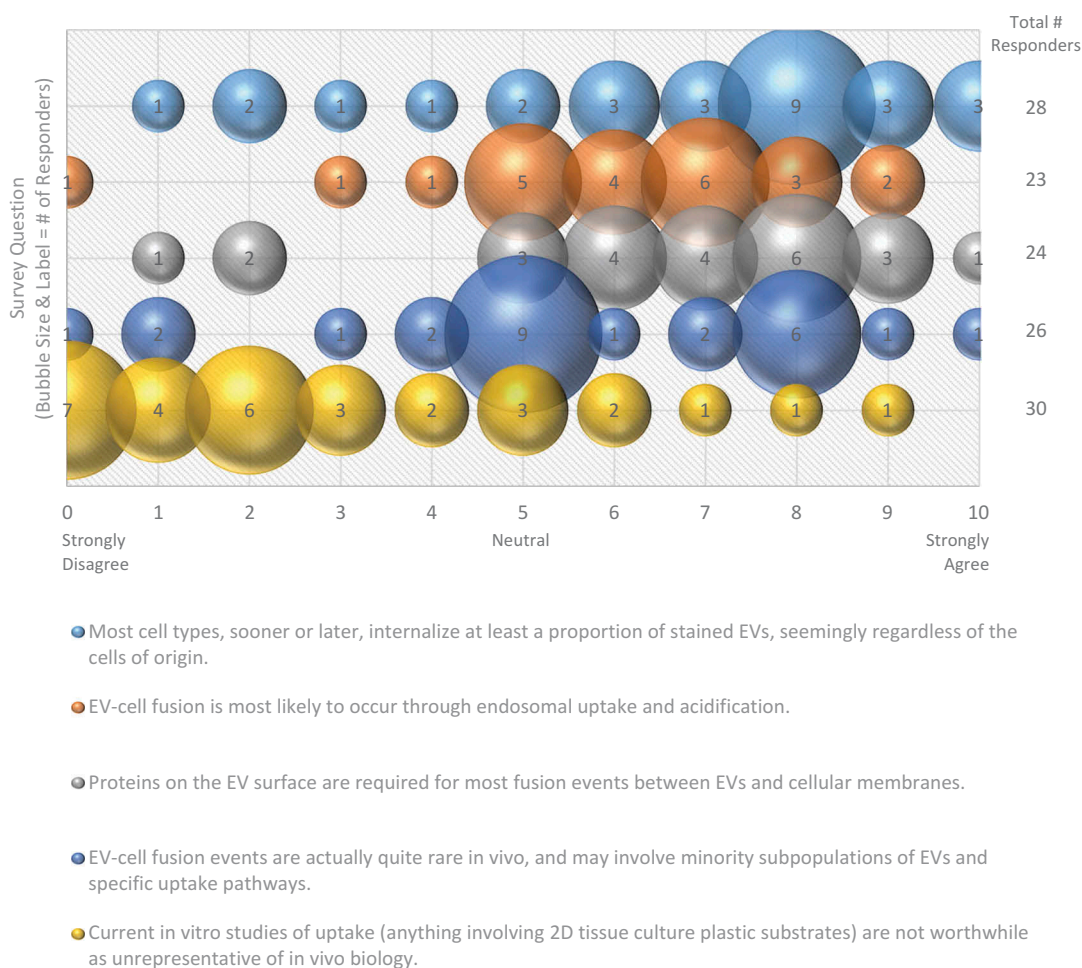 Total #
Responders
Survey Question
(Bubble Size & Label = # of Responders)
1 2 1 1 2 3 3 9 3 3 28
1 1 1 5 4 6 3 2 23
1 2 3 4 4 6 3 1 24
1 2 1 2 9 1 2 6 1 1 26
7 4 6 3 2 3 2 1 1 1 30
0 1 2 3 4 5 6 7 8 9 10
Strongly Neutral Strongly
Disagree Agree
Most cell types, sooner or later, internalize at least a proportion of stained EVs, seemingly regardless of the
cells of origin.
EV-cell fusion is most likely to occur through endosomal uptake and acidification.
Proteins on the EV surface are required for most fusion events between EVs and cellular membranes.
EV-cell fusion events are actually quite rare in vivo, and may involve minority subpopulations of EVs and
specific uptake pathways.
Current in vitro studies of uptake (anything involving 2D tissue culture plastic substrates) are not worthwhile
as unrepresentative of in vivo biology.